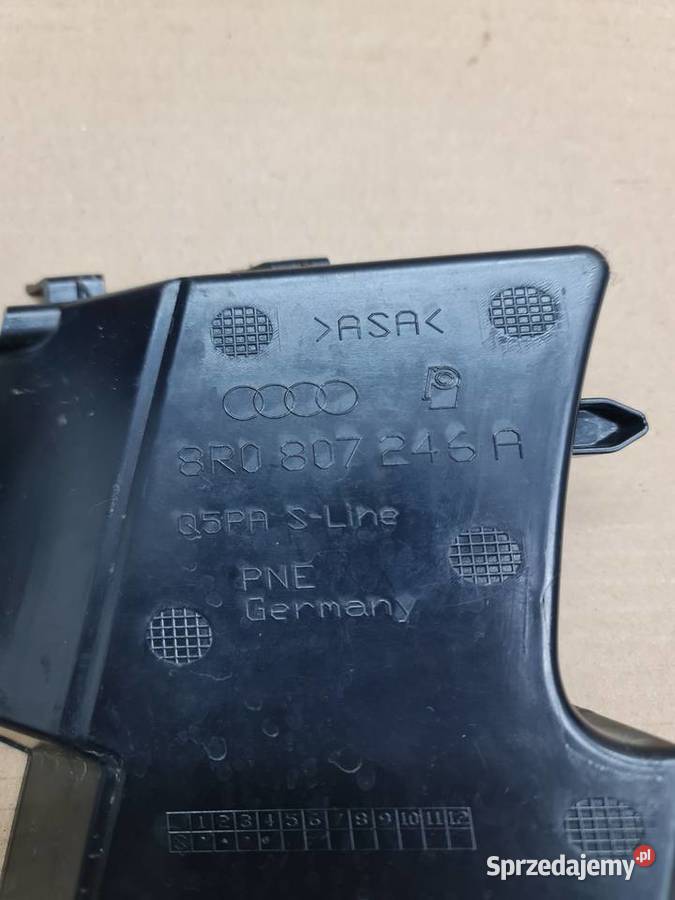 >ASA<
8R0 807 246 A
Q5PA S-Line
PNE
Germany
1 2 3 4 5 6 7 8 9 10 11 12
Sprzedajemy.pl